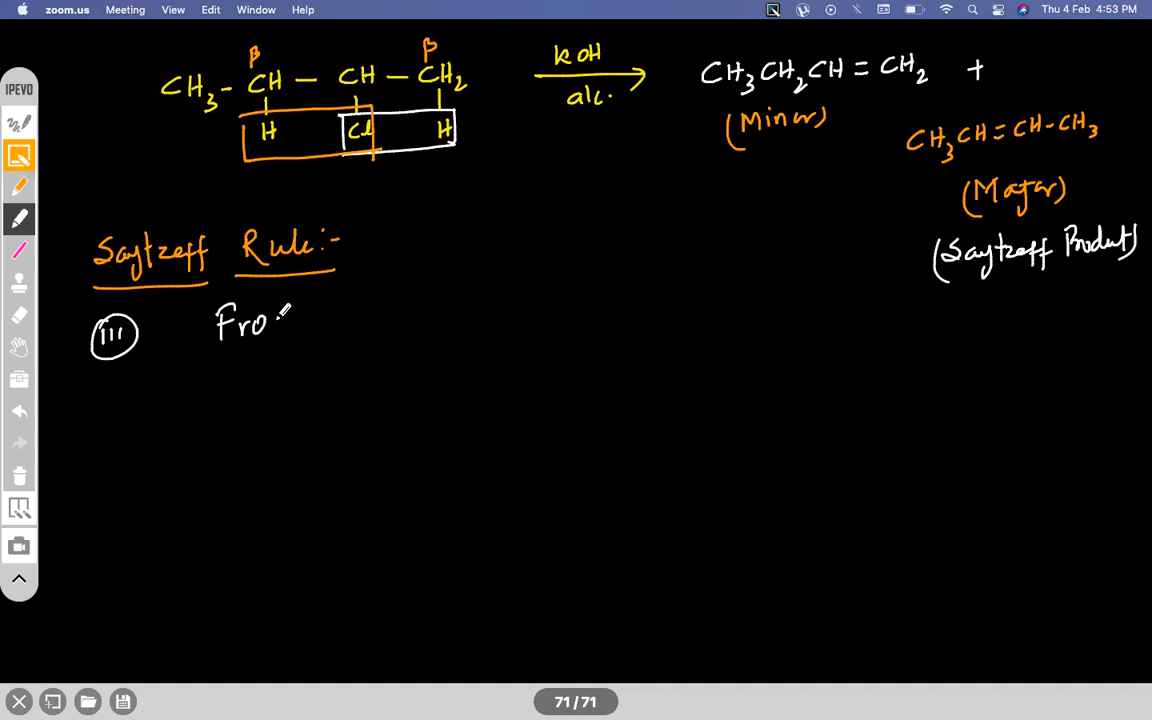 zoom.us Meeting View Edit Window Help Thu 4 Feb 4:53 PM
IPEVO
β β
CH3 - CH — CH — CH2
H Cl H
KOH
alc.
CH3CH2CH = CH2 +
(Minor)
CH3CH = CH-CH3
(Major)
(Saytzeff Product)
Saytzeff Rule:-
III Fro
71/71